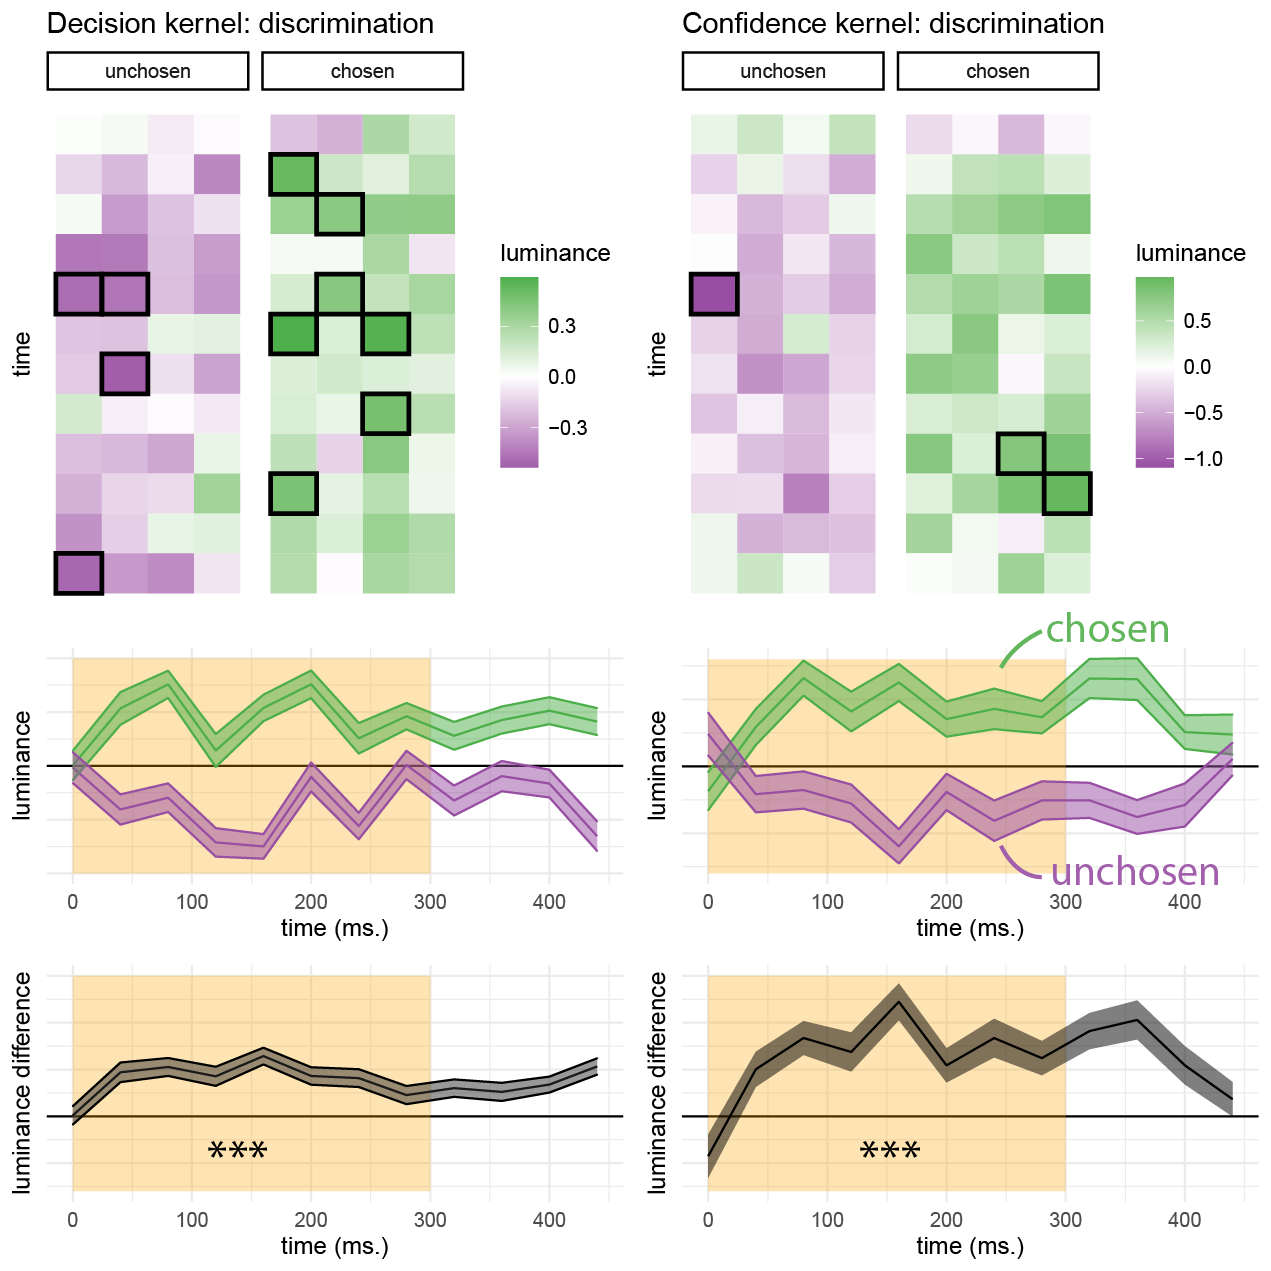 Decision kernel: discrimination
unchosen
chosen
time
luminance
0.3
0.0
−0.3
Confidence kernel: discrimination
unchosen
chosen
time
luminance
0.5
0.0
−0.5
−1.0
luminance
0 100 200 300 400
time (ms.)
chosen
unchosen
luminance
0 100 200 300 400
time (ms.)
luminance difference
***
0 100 200 300 400
time (ms.)
luminance difference
***
0 100 200 300 400
time (ms.)